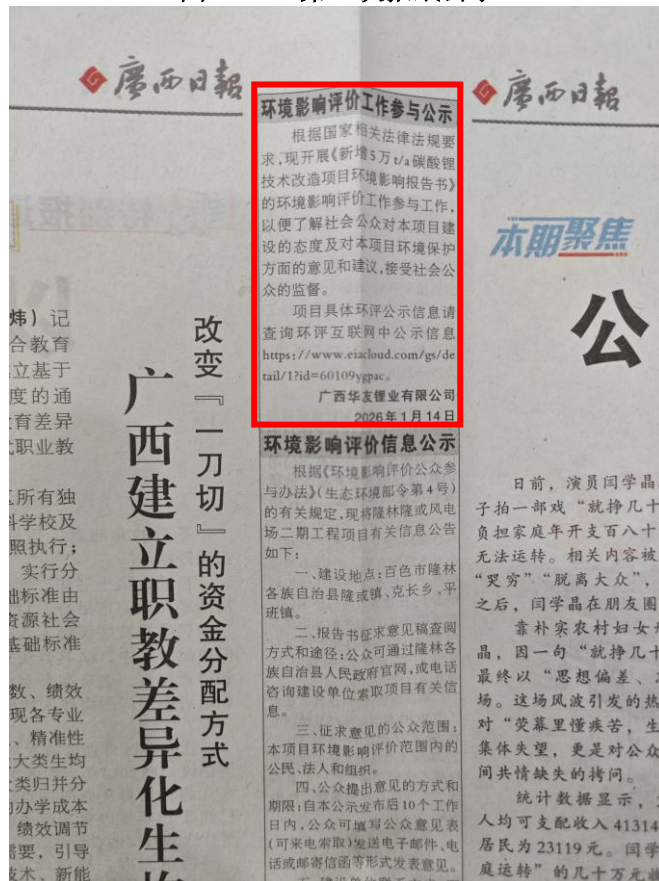 廣西日報
炜）记
合教育
立基于
度的通
育差异
职业教
所有独
科学校及
照执行；
实行分
础标准由
资源社会
基础标准
数、绩效
现各专业
、精准性
大类生均
类归并分
办学成本
绩效调节
需要，引导
技术、新能
改变『一刀切』的资金分配方式
广西建立职教差异化生
环境影响评价工作参与公示
根据国家相关法律法规要
求，现开展《新增5万t/a碳酸锂
技术改造项目环境影响报告书》
的环境影响评价工作参与工作，
以便了解社会公众对本项目建
设的态度及对本项目环境保护
方面的意见和建议，接受社会公
众的监督。
项目具体环评公示信息请
查询环评互联网中公示信息
https://www.eiacloud.com/gs/de
tail/1?id=60109ygpac。
广西华友锂业有限公司
2026年1月14日
环境影响评价信息公示
根据《环境影响评价公众参
与办法》（生态环境部令第4号）
的有关规定，现将隆林隆或风电
场二期工程项目有关信息公告
如下：
一、建设地点：百色市隆林
各族自治县隆或镇、克长乡、平
班镇。
二、报告书征求意见稿查阅
方式和途径：公众可通过隆林各
族自治县人民政府官网，或电话
咨询建设单位索取项目有关信
息。
三、征求意见的公众范围：
本项目环境影响评价范围内的
公民、法人和组织。
四、公众提出意见的方式和
期限：自本公示发布后10个工作
日内，公众可填写公众意见表
（可来电索取）发送电子邮件、电
话或邮寄信函等形式发表意见。
廣西日報
本期聚焦
公
日前，演员闫学晶
子拍一部戏“就挣几十
负担家庭年开支百八十
无法运转。相关内容被
“哭穷”“脱离大众”，
之后，闫学晶在朋友圈
靠朴实农村妇女
晶，因一句“就挣几十
最终以“思想偏差、
场。这场风波引发的热
对“荧幕里懂疾苦，生
集体失望，更是对公众
间共情缺失的拷问。
统计数据显示，
人均可支配收入41314
居民为23119元。闫学
庭运转”的几十万元